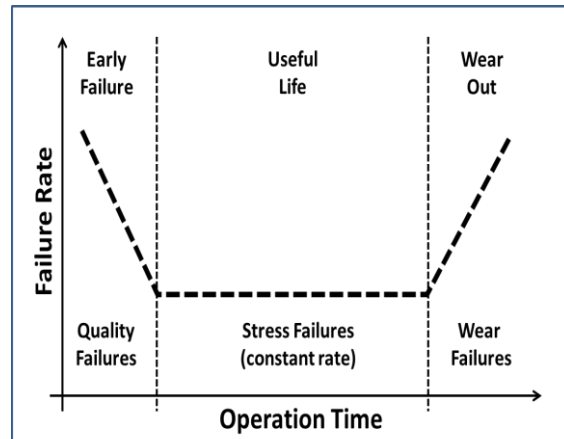 Early
Failure
Useful
Life
Wear
Out
Failure Rate
Quality
Failures
Stress Failures
(constant rate)
Wear
Failures
Operation Time